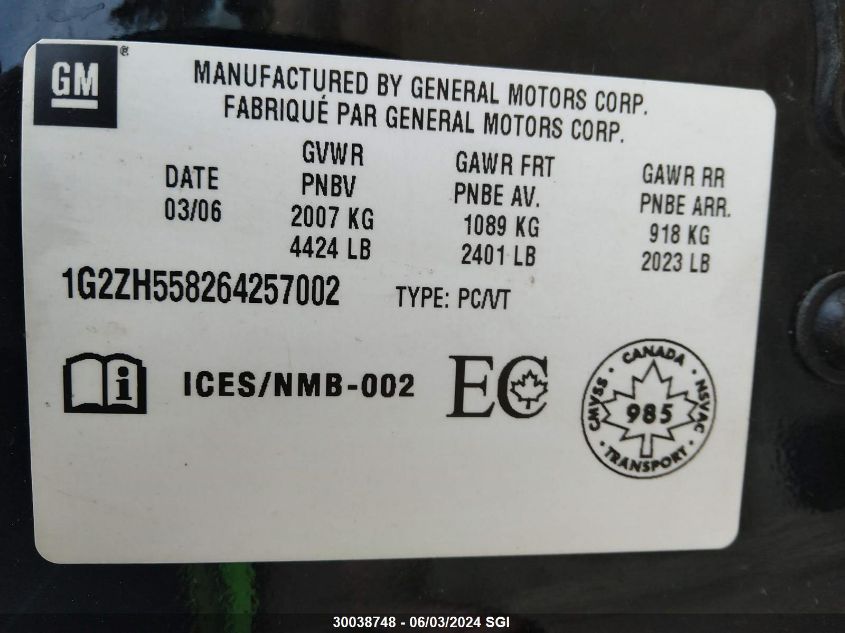 GM®
MANUFACTURED BY GENERAL MOTORS CORP.
FABRIQUÉ PAR GENERAL MOTORS CORP.
DATE
03/06
GVWR
PNBV
2007 KG
4424 LB
GAWR FRT
PNBE AV.
1089 KG
2401 LB
GAWR RR
PNBE ARR.
918 KG
2023 LB
1G2ZH558264257002 TYPE: PC/VT
i ICES/NMB-002 EC
CANADA
CMVSS 985 NSVAC
TRANSPORT
30038748 - 06/03/2024 SGI